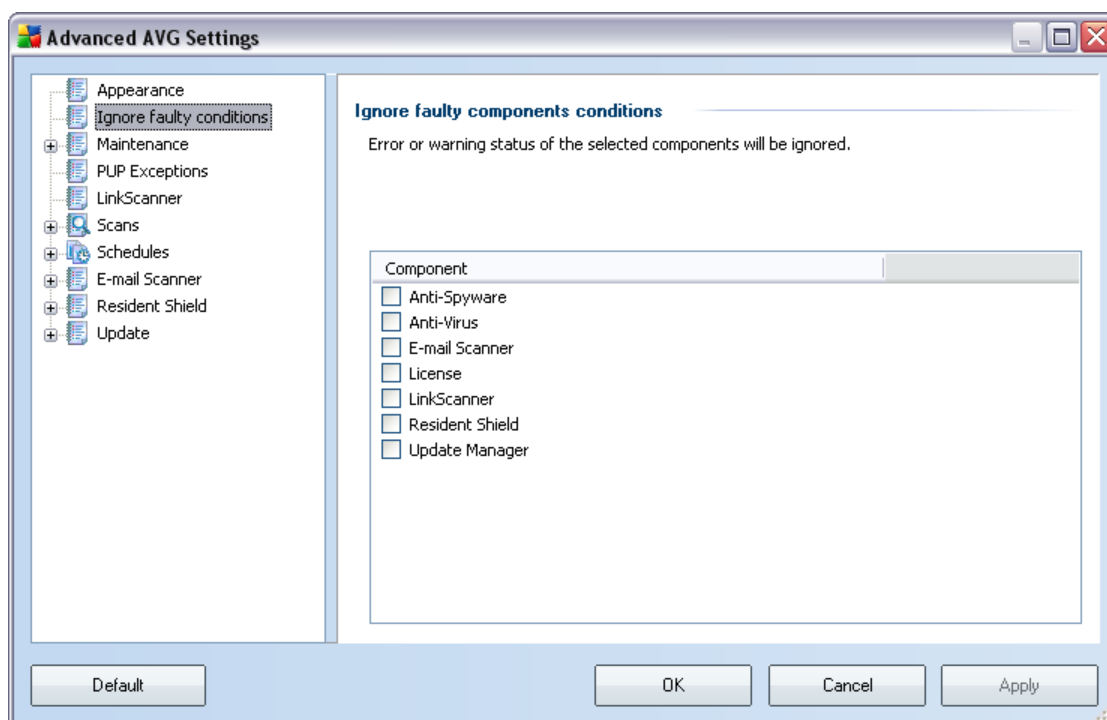 Advanced AVG Settings
Appearance
Ignore faulty conditions
Maintenance
PUP Exceptions
LinkScanner
Scans
Schedules
E-mail Scanner
Resident Shield
Update
Ignore faulty components conditions
Error or warning status of the selected components will be ignored.
Component
Anti-Spyware
Anti-Virus
E-mail Scanner
License
LinkScanner
Resident Shield
Update Manager
Default
OK
Cancel
Apply